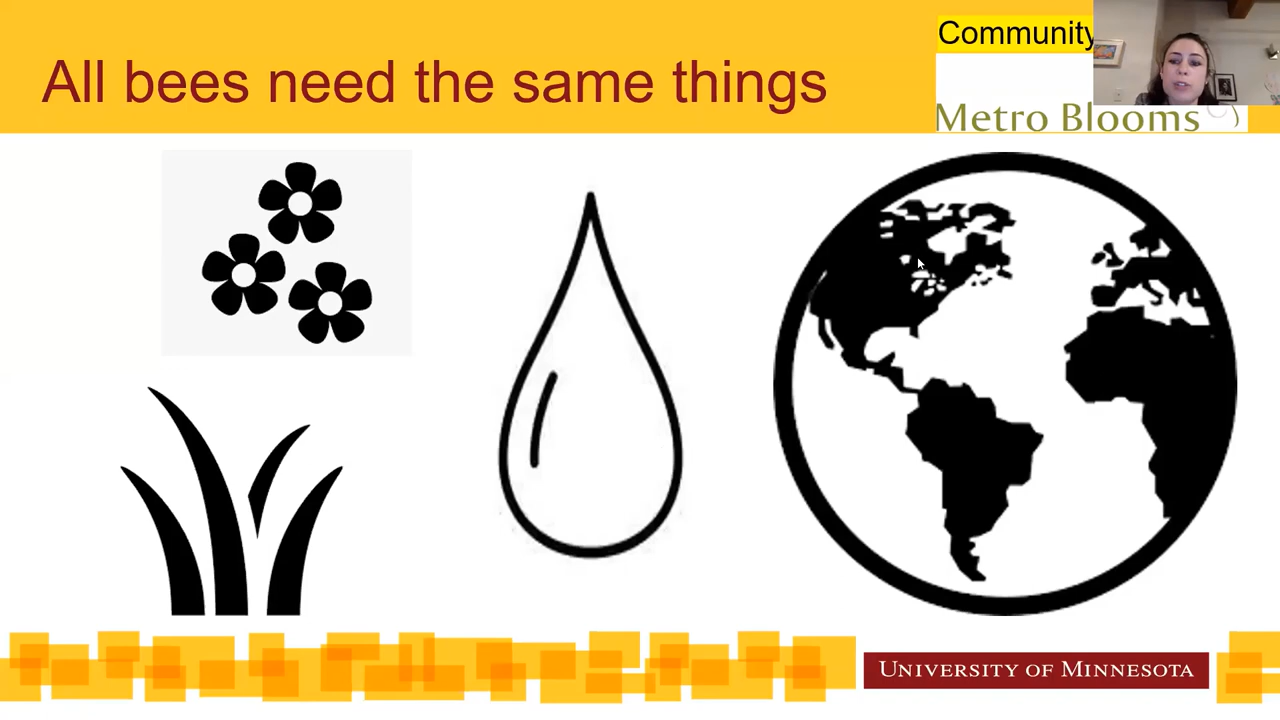 All bees need the same things
Community
Metro Blooms
UNIVERSITY OF MINNESOTA